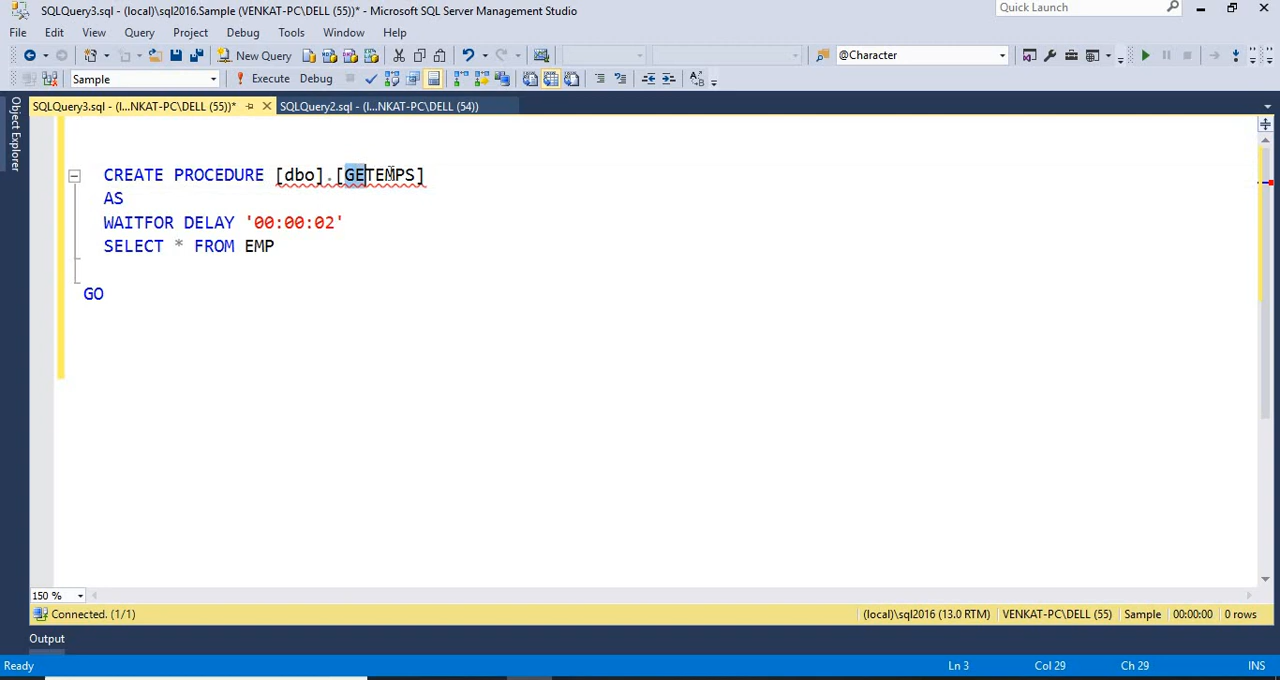 SQLQuery3.sql - (local)\sql2016.Sample (VENKAT-PC\DELL (55))* - Microsoft SQL Server Management Studio
Quick Launch
File Edit View Query Project Debug Tools Window Help
New Query
@Character
Sample
! Execute Debug
SQLQuery3.sql - (l...NKAT-PC\DELL (55))*
SQLQuery2.sql - (l...NKAT-PC\DELL (54))
Object Explorer
CREATE PROCEDURE [dbo].[GETEMPS]
AS
WAITFOR DELAY '00:00:02'
SELECT * FROM EMP
GO
150 %
Connected. (1/1)
(local)\sql2016 (13.0 RTM) VENKAT-PC\DELL (55) Sample 00:00:00 0 rows
Output
Ready
Ln 3 Col 29 Ch 29 INS